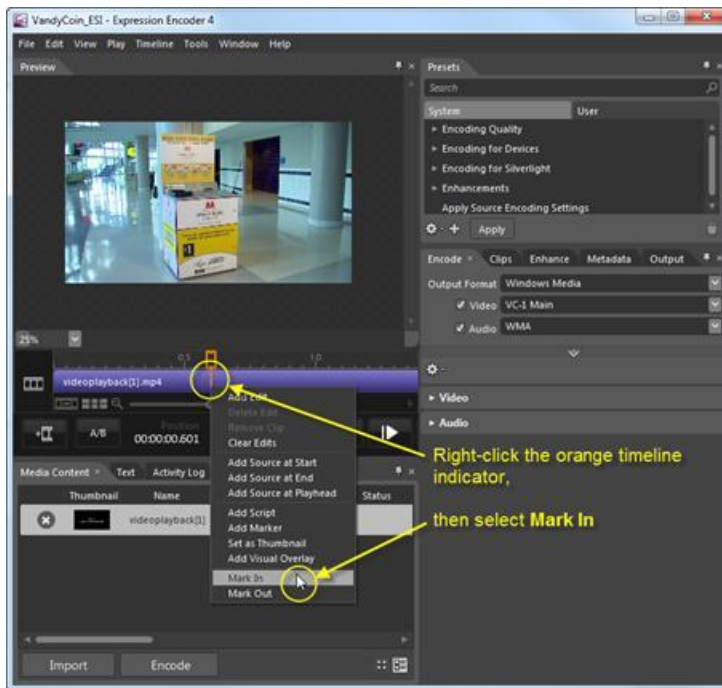 VandyCoin_ESI - Expression Encoder 4
File Edit View Play Timeline Tools Window Help
Preview
Presets
Search
System User
Encoding Quality
Encoding for Devices
Encoding for Silverlight
Enhancements
Apply Source Encoding Settings
Apply
Encode Clips Enhance Metadata Output
Output Format Windows Media
Video VC-1 Main
Audio WMA
Video
Audio
25%
0,5 1,0
videoplayback[1].mp4
A/B
Position
00:00:00.601
Add Edit
Delete Edit
Remove Clip
Clear Edits
Add Source at Start
Add Source at End
Add Source at Playhead
Add Script
Add Marker
Set as Thumbnail
Add Visual Overlay
Mark In
Mark Out
Right-click the orange timeline
indicator,
then select Mark In
Media Content Text Activity Log
Thumbnail Name Status
videoplayback[1]
Import Encode